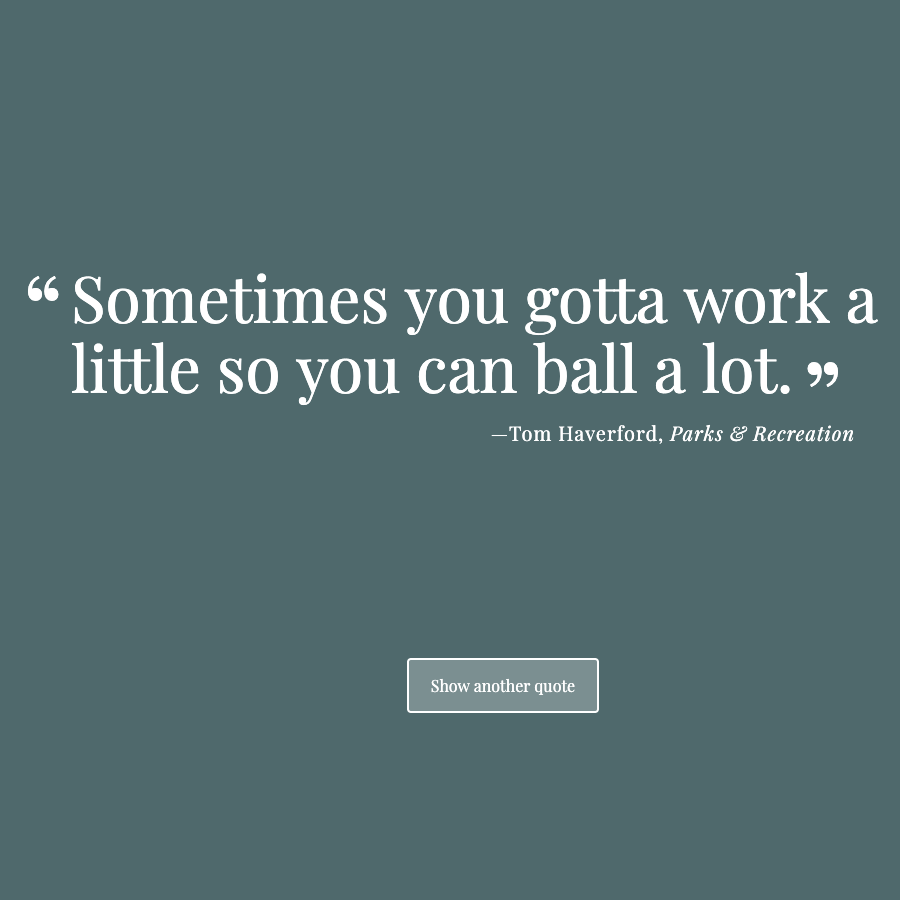 “Sometimes you gotta work a
little so you can ball a lot.”
—Tom Haverford, Parks & Recreation
Show another quote